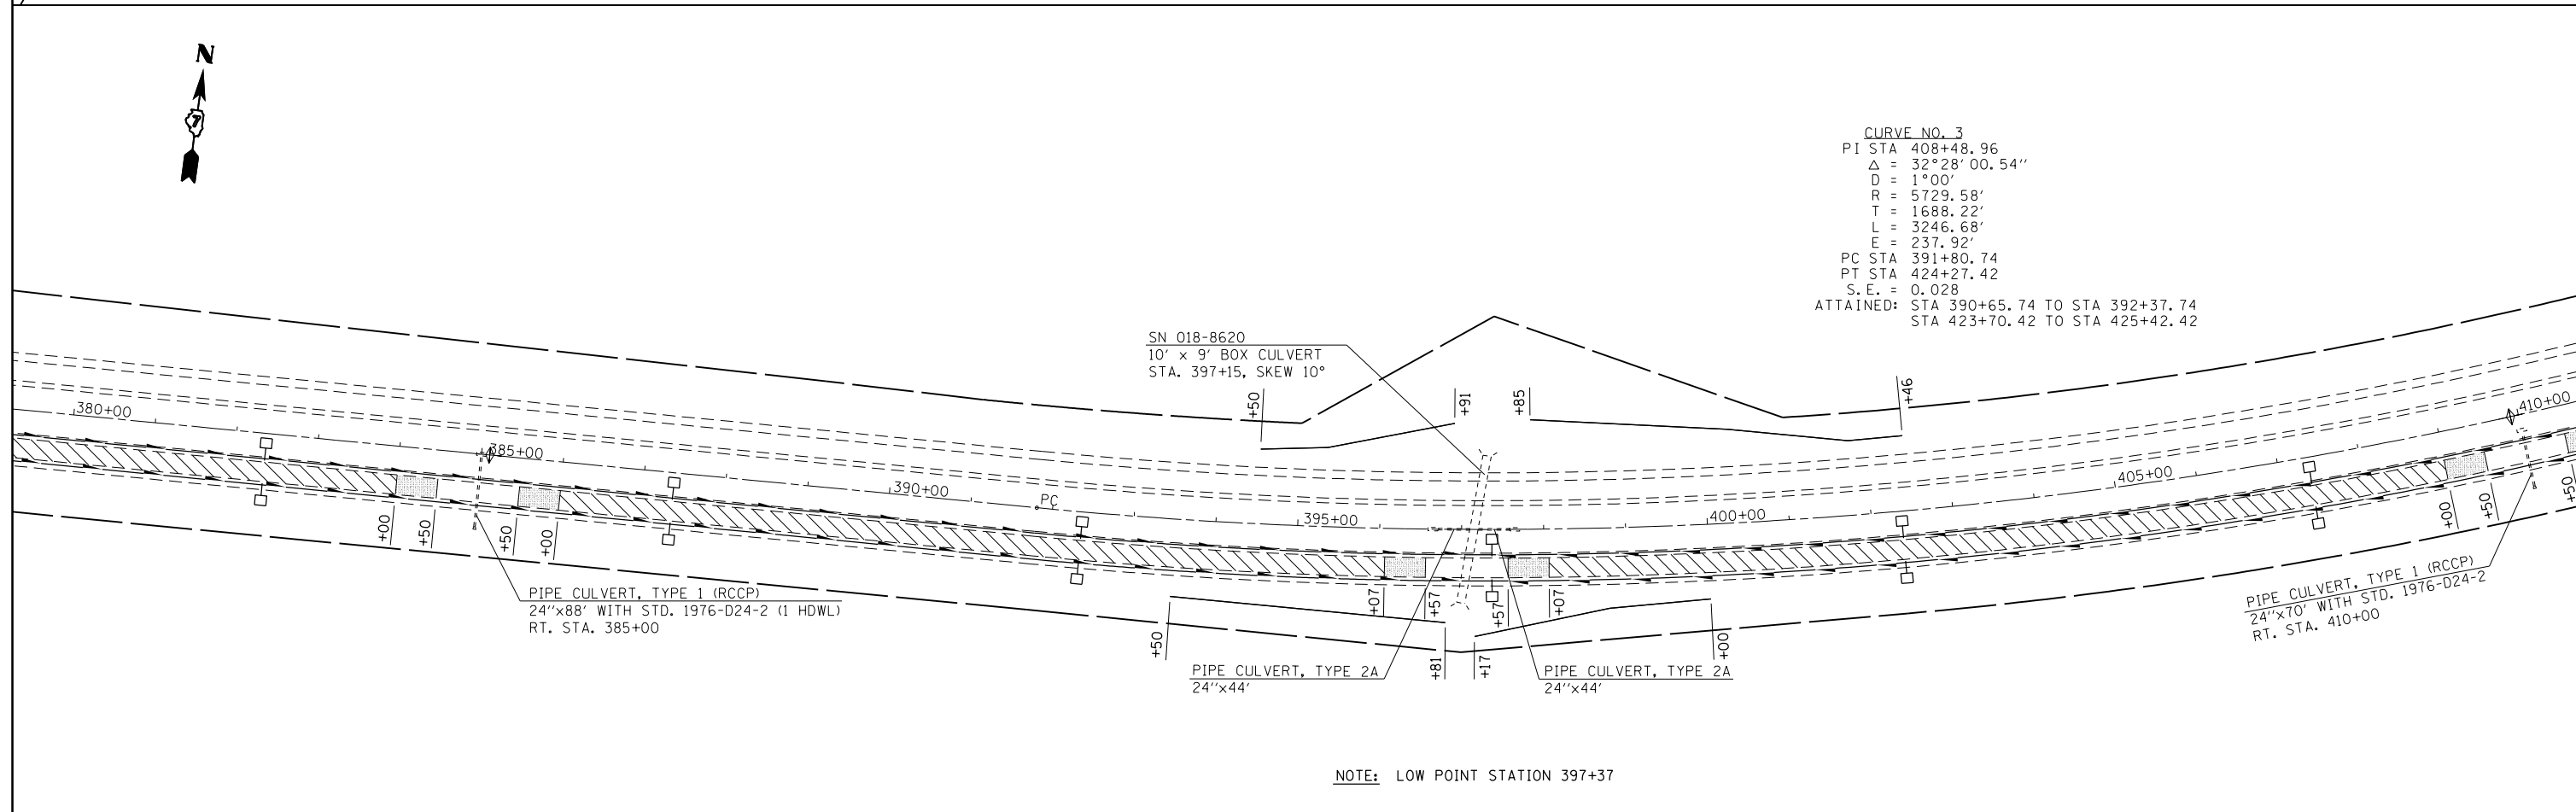 N
7
CURVE NO. 3
PI STA 408+48.96
△ = 32°28'00.54"
D = 1°00'
R = 5729.58'
T = 1688.22'
L = 3246.68'
E = 237.92'
PC STA 391+80.74
PT STA 424+27.42
S.E. = 0.028
ATTAINED: STA 390+65.74 TO STA 392+37.74
STA 423+70.42 TO STA 425+42.42
SN 018-8620
10' x 9' BOX CULVERT
STA. 397+15, SKEW 10°
+50
+91
+85
+46
380+00
385+00
390+00
PC
395+00
400+00
405+00
410+00
+00
+50
+50
+00
+07
+57
+57
+07
+00
+50
+50
PIPE CULVERT, TYPE 1 (RCCP)
24"x88' WITH STD. 1976-D24-2 (1 HDWL)
RT. STA. 385+00
+50
+81
+17
+00
PIPE CULVERT, TYPE 2A
24"x44'
PIPE CULVERT, TYPE 2A
24"x44'
PIPE CULVERT, TYPE 1 (RCCP)
24"x70' WITH STD. 1976-D24-2
RT. STA. 410+00
NOTE: LOW POINT STATION 397+37